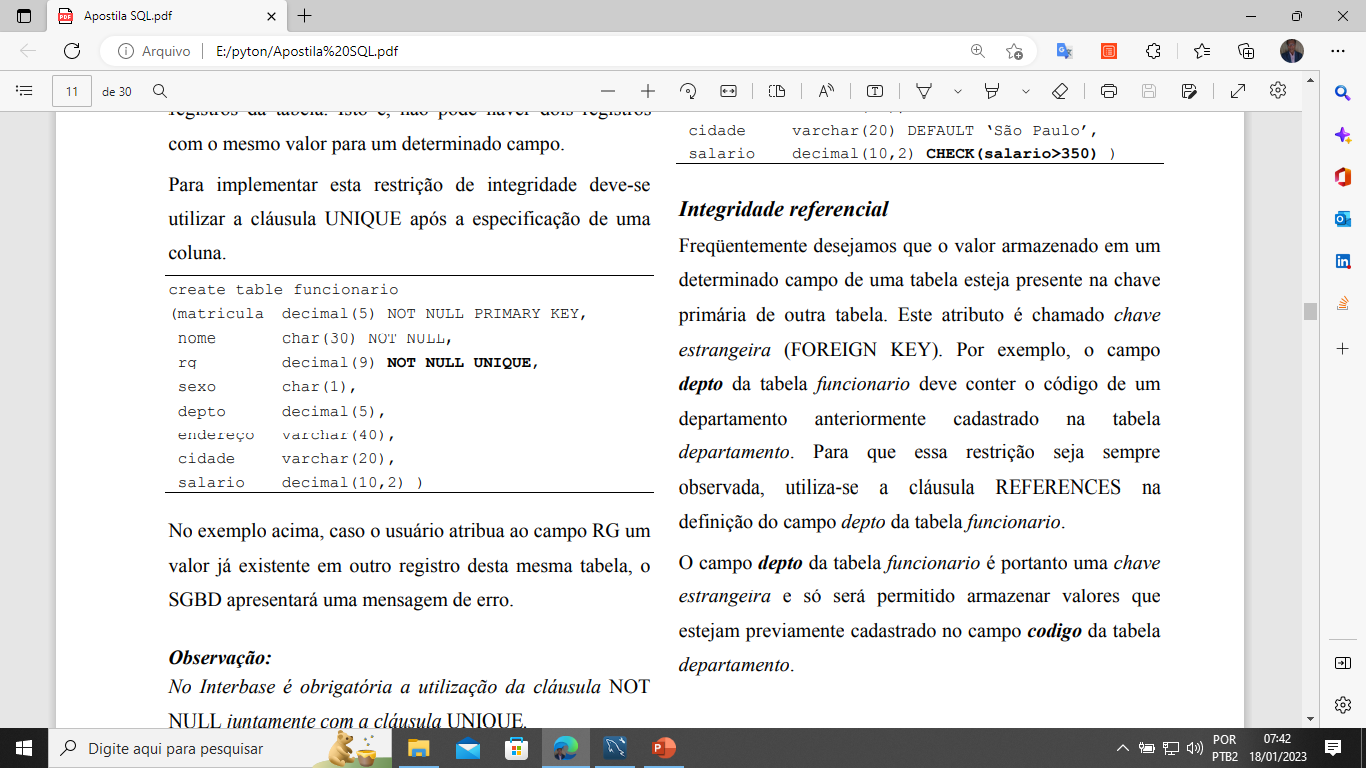 Apostila SQL.pdf
Arquivo
E:/pyton/Apostila%20SQL.pdf
11
de 30
registros da tabela. Isto é, não pode haver dois registros
com o mesmo valor para um determinado campo.
Para implementar esta restrição de integridade deve-se
utilizar a cláusula UNIQUE após a especificação de uma
coluna.
create table funcionario
(matricula decimal(5) NOT NULL PRIMARY KEY,
nome char(30) NOT NULL,
rg decimal(9) NOT NULL UNIQUE,
sexo char(1),
depto decimal(5),
endereço varchar(40),
cidade varchar(20),
salario decimal(10,2) )
No exemplo acima, caso o usuário atribua ao campo RG um
valor já existente em outro registro desta mesma tabela, o
SGBD apresentará uma mensagem de erro.
Observação:
No Interbase é obrigatória a utilização da cláusula NOT
NULL juntamente com a cláusula UNIQUE.
cidade varchar(20) DEFAULT ‘São Paulo’,
salario decimal(10,2) CHECK(salario>350) )
Integridade referencial
Freqüentemente desejamos que o valor armazenado em um
determinado campo de uma tabela esteja presente na chave
primária de outra tabela. Este atributo é chamado chave
estrangeira (FOREIGN KEY). Por exemplo, o campo
depto da tabela funcionario deve conter o código de um
departamento anteriormente cadastrado na tabela
departamento. Para que essa restrição seja sempre
observada, utiliza-se a cláusula REFERENCES na
definição do campo depto da tabela funcionario.
O campo depto da tabela funcionario é portanto uma chave
estrangeira e só será permitido armazenar valores que
estejam previamente cadastrado no campo codigo da tabela
departamento.
Digite aqui para pesquisar
POR
PTB2
07:42
18/01/2023